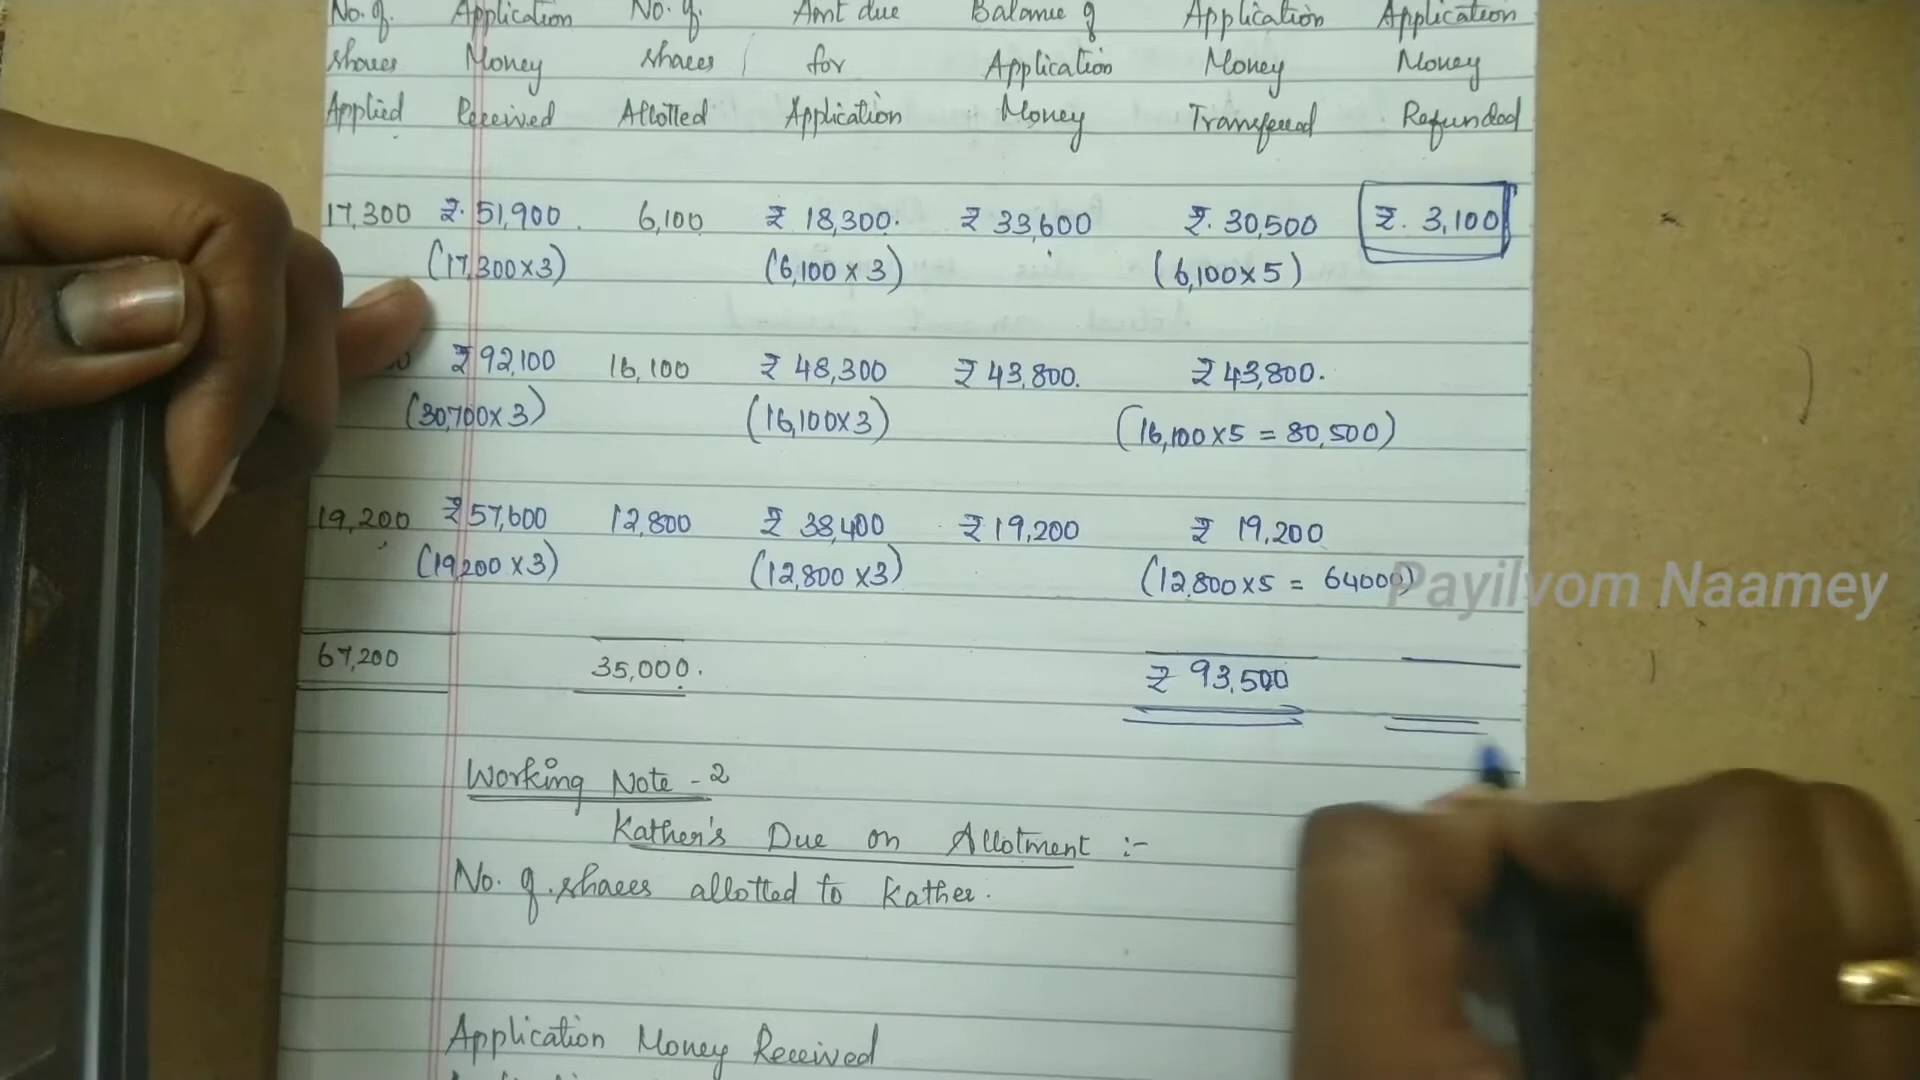 No. of Application No. of Amt due Balance of Application Application
shares Money shares for Application Money Money
Applied Received Allotted Application Money Transferred Refunded
17,300 ₹. 51,900. 6,100 ₹ 18,300. ₹ 33,600 ₹. 30,500 ₹. 3,100
(17,300x3) (6,100 x 3) (6,100x5)
₹ 92,100 16,100 ₹ 48,300 ₹ 43,800. ₹ 43,800.
(30,700x3) (16,100x3) (16,100x5 = 80,500)
19,200 ₹ 57,600 12,800 ₹ 38,400 ₹ 19,200 ₹ 19,200
(19200 x3) (12,800 x3) (12,800x5 = 64000)
Payilvom Naamey
67,200 35,000. ₹ 93,500
Working Note - 2
Kather's Due on Allotment :-
No. of shares allotted to Kather.
Application Money Received